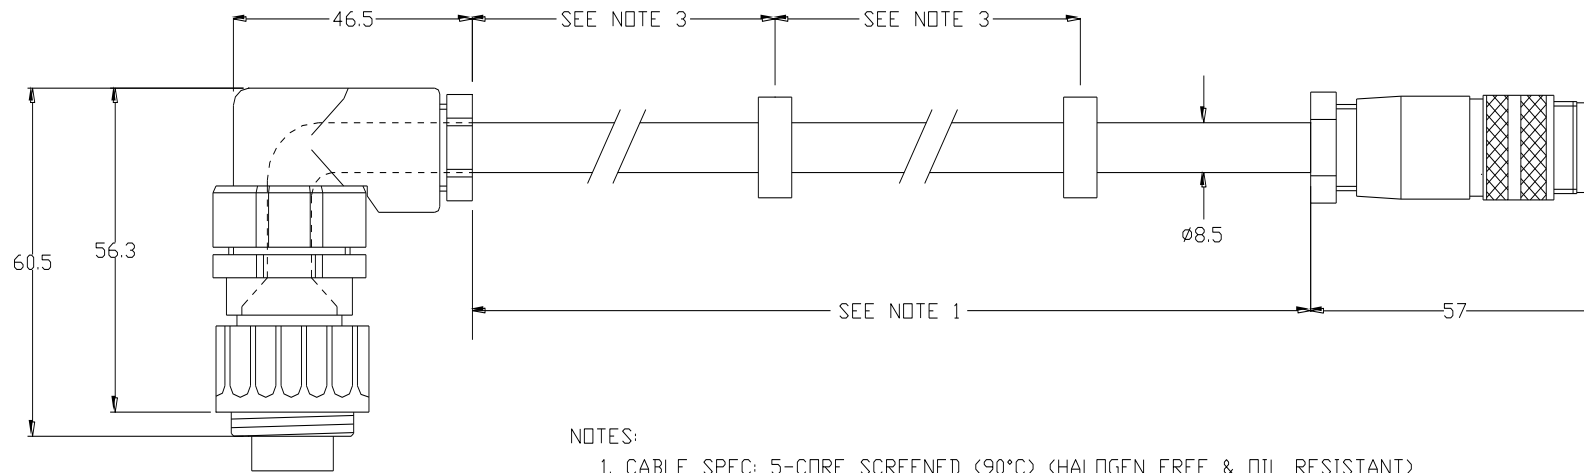 46.5
SEE NOTE 3
SEE NOTE 3
60.5
56.3
Ø8.5
SEE NOTE 1
57
NOTES:
1. CABLE SPEC: 5-CORE SCREENED (90°C) (HALOGEN FREE & OIL RESISTANT)